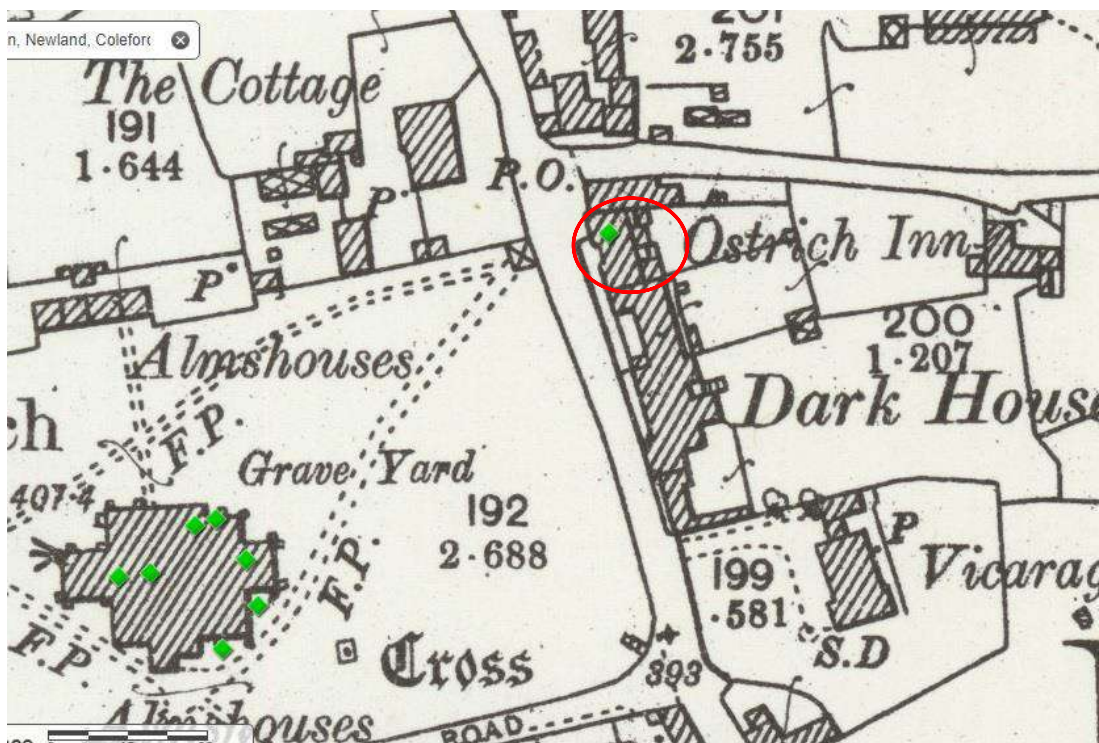 n, Newland, Colefor
201
2·755
The Cottage
191
1·644
P.O.
P
Ostrich Inn
P
200
1·207
Almshouses
Dark House
ch
F.P.
Grave Yard
407·4
192
2·688
P
F.P.
199
·581
Vicarag
F.P.
Cross
S.D
393
Almshouses
ROAD